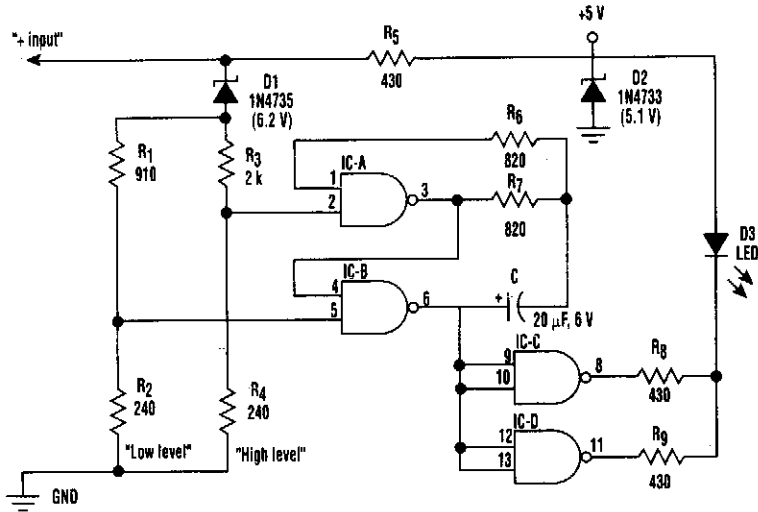 +5 V
"+ input"
R5
430
D1
1N4735
(6.2 V)
D2
1N4733
(5.1 V)
R1
910
R3
2 k
R6
820
IC-A
1
2
3
R7
820
D3
LED
IC-B
4
5
6
C
+
20 µF, 6 V
IC-C
9
10
8
R8
430
R2
240
R4
240
"Low level"
"High level"
IC-D
12
13
11
R9
430
GND